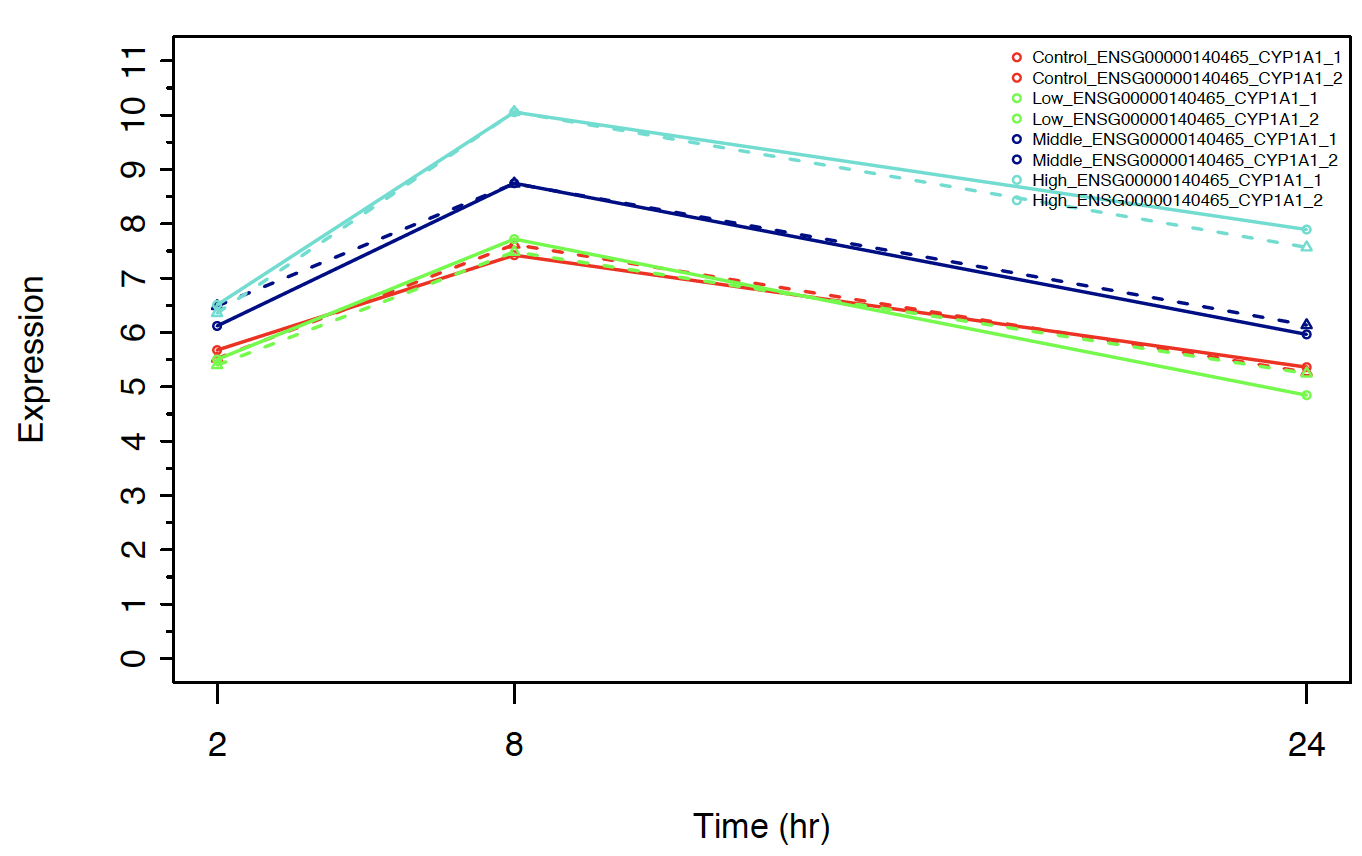 11
10
9
8
7
6
5
4
3
2
1
0
Expression
Control_ENSG00000140465_CYP1A1_1
Control_ENSG00000140465_CYP1A1_2
Low_ENSG00000140465_CYP1A1_1
Low_ENSG00000140465_CYP1A1_2
Middle_ENSG00000140465_CYP1A1_1
Middle_ENSG00000140465_CYP1A1_2
High_ENSG00000140465_CYP1A1_1
High_ENSG00000140465_CYP1A1_2
2 8 24
Time (hr)